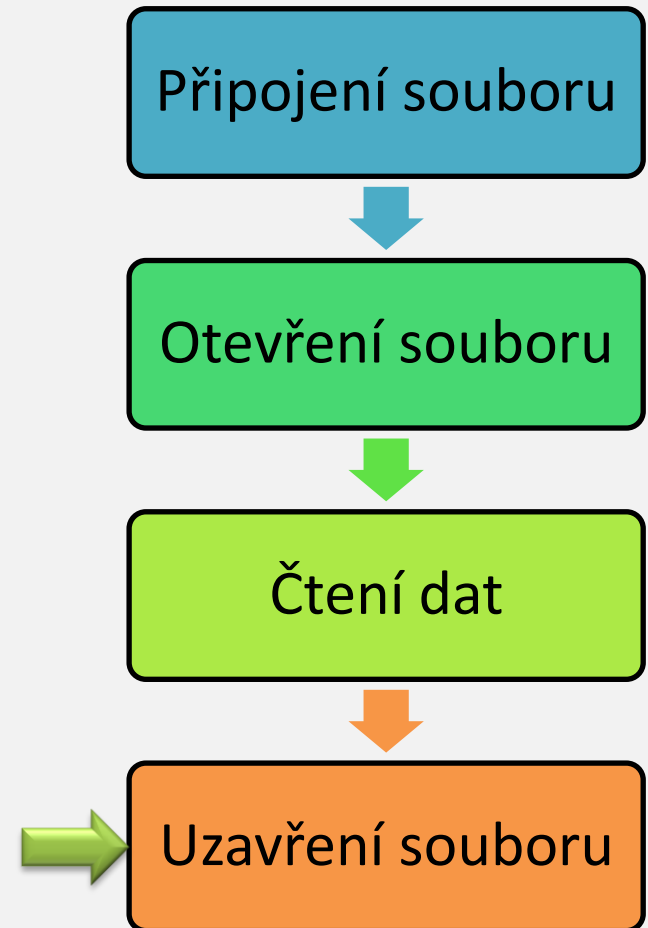 Připojení souboru
Otevření souboru
Čtení dat
Uzavření souboru